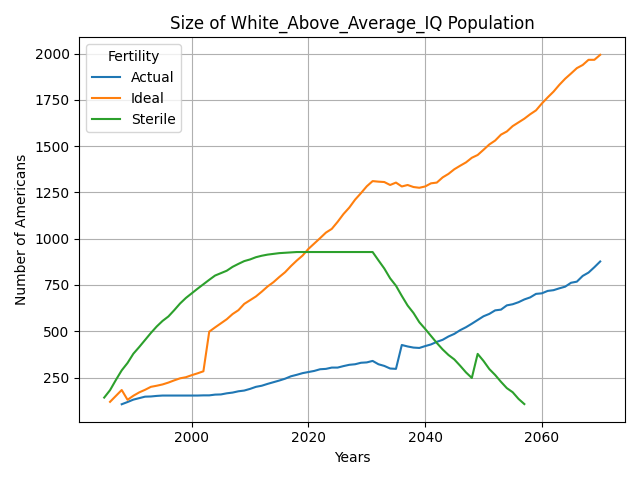 Size of White_Above_Average_IQ Population
Fertility
Actual
Ideal
Sterile
2000
1750
1500
1250
1000
750
500
250
Number of Americans
2000
2020
2040
2060
Years